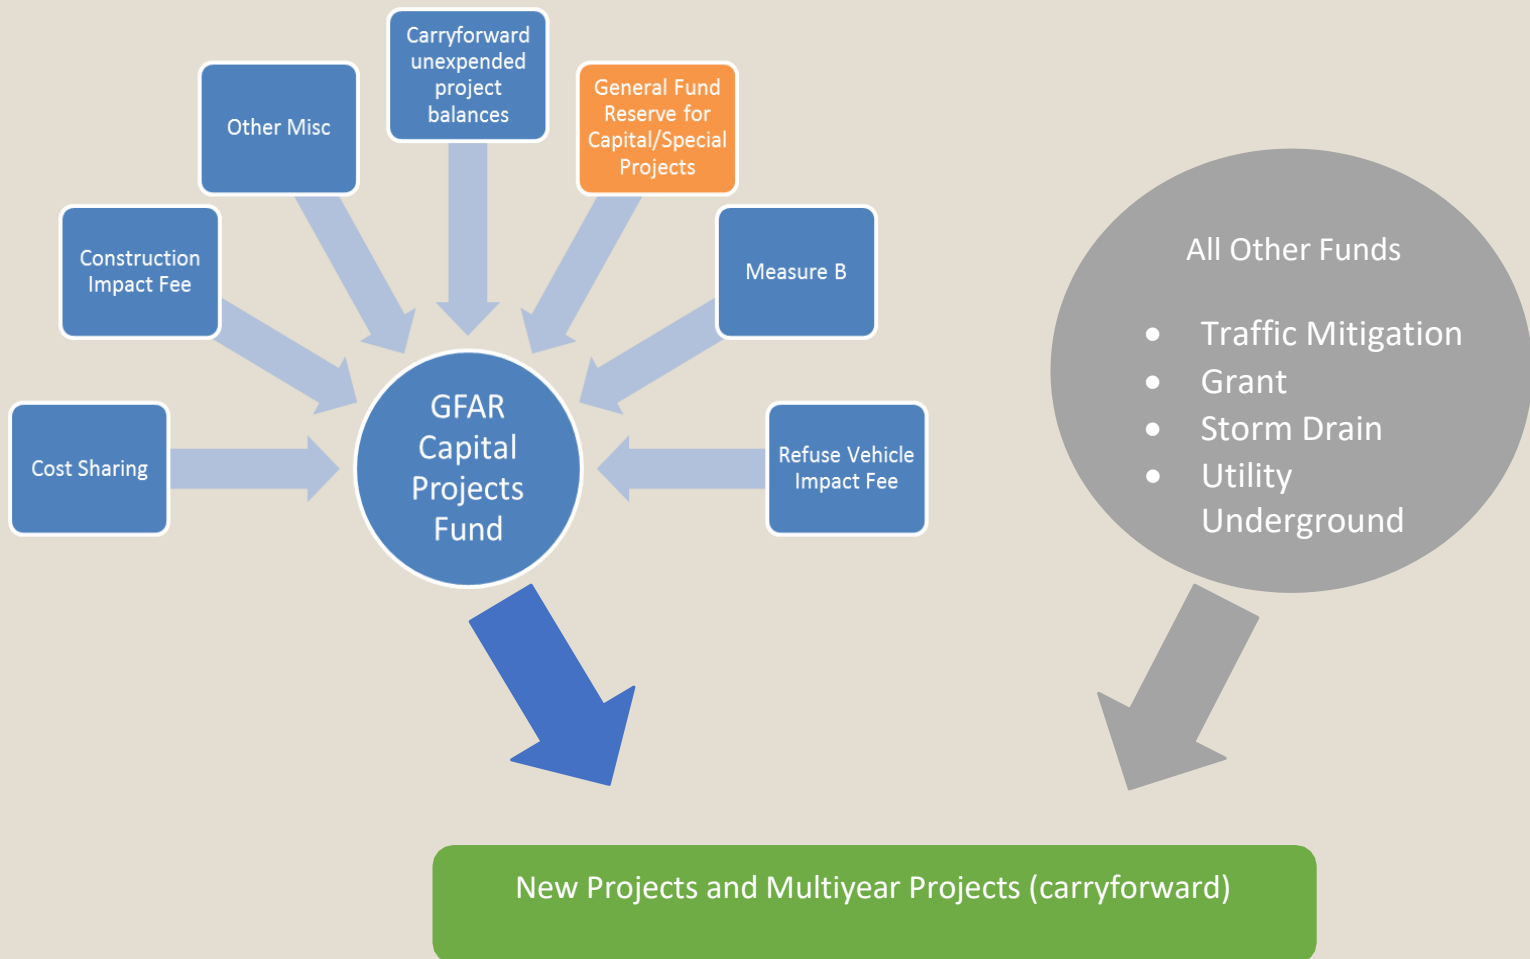 Carryforward
unexpended
project
balances
General Fund
Reserve for
Capital/Special
Projects
Other Misc
Construction
Impact Fee
Measure B
Cost Sharing
GFAR
Capital
Projects
Fund
Refuse Vehicle
Impact Fee
All Other Funds
• Traffic Mitigation
• Grant
• Storm Drain
• Utility
Underground
New Projects and Multiyear Projects (carryforward)